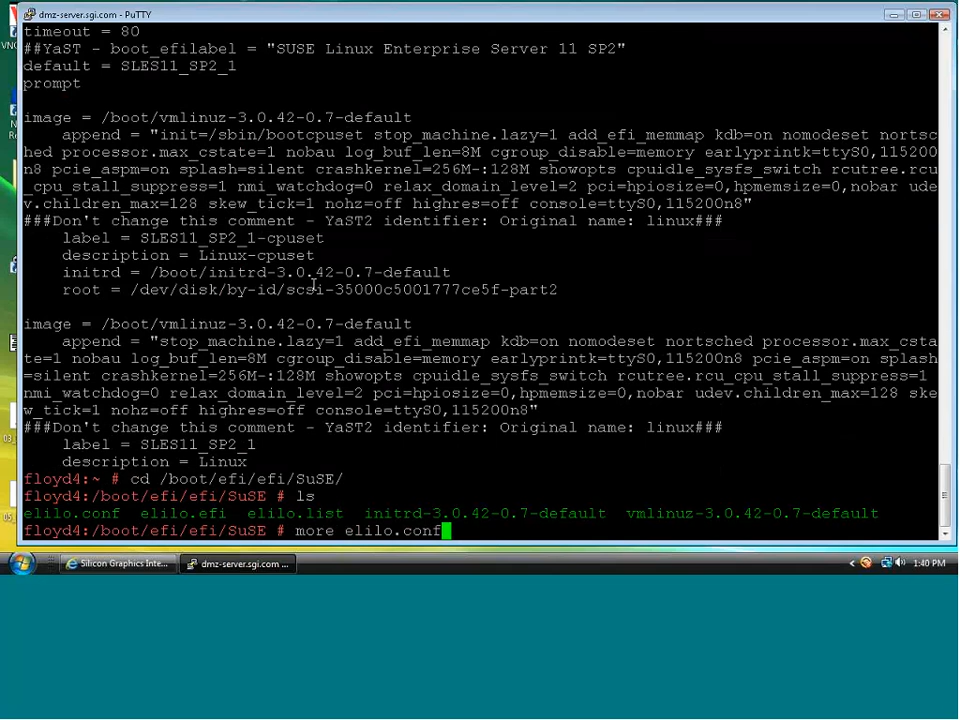 dmz-server.sgi.com - PuTTY
timeout = 80
##YaST - boot_efilabel = "SUSE Linux Enterprise Server 11 SP2"
default = SLES11_SP2_1
prompt
image = /boot/vmlinuz-3.0.42-0.7-default
append = "init=/sbin/bootcpuset stop_machine.lazy=1 add_efi_memmap kdb=on nomodeset nortsc
hed processor.max_cstate=1 nobau log_buf_len=8M cgroup_disable=memory earlyprintk=ttyS0,115200
n8 pcie_aspm=on splash=silent crashkernel=256M-:128M showopts cpuidle_sysfs_switch rcutree.rcu
_cpu_stall_suppress=1 nmi_watchdog=0 relax_domain_level=2 pci=hpiosize=0,hpmemsize=0,nobar ude
v.children_max=128 skew_tick=1 nohz=off highres=off console=ttyS0,115200n8"
###Don't change this comment - YaST2 identifier: Original name: linux###
label = SLES11_SP2_1-cpuset
description = Linux-cpuset
initrd = /boot/initrd-3.0.42-0.7-default
root = /dev/disk/by-id/scsi-35000c5001777ce5f-part2
image = /boot/vmlinuz-3.0.42-0.7-default
append = "stop_machine.lazy=1 add_efi_memmap kdb=on nomodeset nortsched processor.max_csta
te=1 nobau log_buf_len=8M cgroup_disable=memory earlyprintk=ttyS0,115200n8 pcie_aspm=on splash
=silent crashkernel=256M-:128M showopts cpuidle_sysfs_switch rcutree.rcu_cpu_stall_suppress=1
nmi_watchdog=0 relax_domain_level=2 pci=hpiosize=0,hpmemsize=0,nobar udev.children_max=128 ske
w_tick=1 nohz=off highres=off console=ttyS0,115200n8"
###Don't change this comment - YaST2 identifier: Original name: linux###
label = SLES11_SP2_1
description = Linux
floyd4:~ # cd /boot/efi/efi/SuSE/
floyd4:/boot/efi/efi/SuSE # ls
elilo.conf elilo.efi elilo.list initrd-3.0.42-0.7-default vmlinuz-3.0.42-0.7-default
floyd4:/boot/efi/efi/SuSE # more elilo.conf
Silicon Graphics Inte...
dmz-server.sgi.com ...
1:40 PM